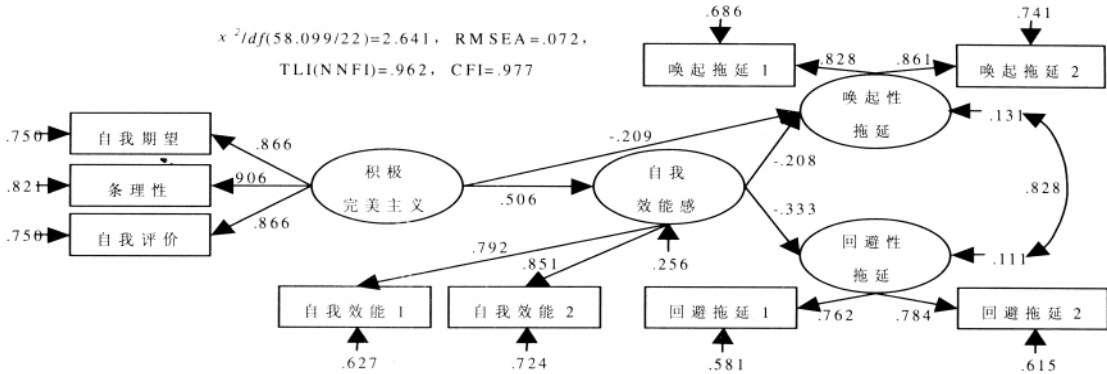 .686
.741
x²/df(58.099/22)=2.641, RMSEA=.072,
TLI(NNFI)=.962, CFI=.977
唤起拖延 1
.828
.861
唤起拖延 2
唤起性
拖延
.131
.750
自我期望
.866
-.209
-.208
.821
条理性
.906
积极
完美主义
.506
自我
效能感
.828
.750
自我评价
.866
-.333
回避性
拖延
.111
.792
.851
.256
自我效能 1
自我效能 2
回避拖延 1
.762
.784
回避拖延 2
.627
.724
.581
.615